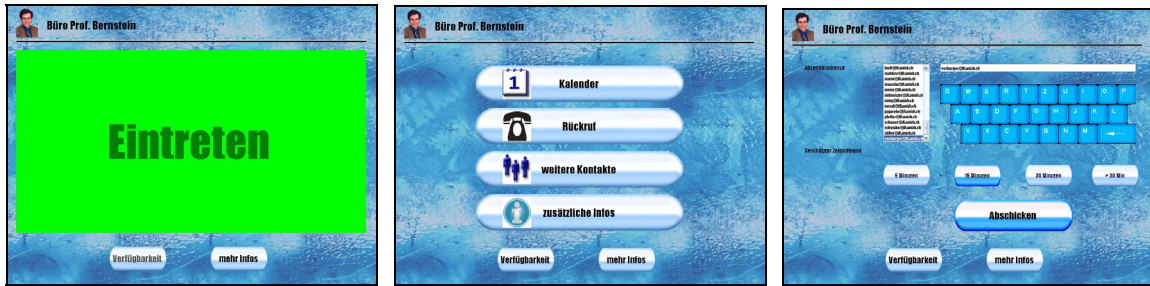 Büro Prof. Bernstein
Eintreten
Verfügbarkeit
mehr Infos
Büro Prof. Bernstein
1
Kalender
Rückruf
weitere Kontakte
zusätzliche Infos
Verfügbarkeit
mehr Infos
Büro Prof. Bernstein
Absenderadresse
Q W E R T Z U I O P
A S D F G H J K L
Y X C V B N M
Geschätzter Zeitaufwand
5 Minuten
15 Minuten
30 Minuten
> 30 Min
Abschicken
Verfügbarkeit
mehr Infos